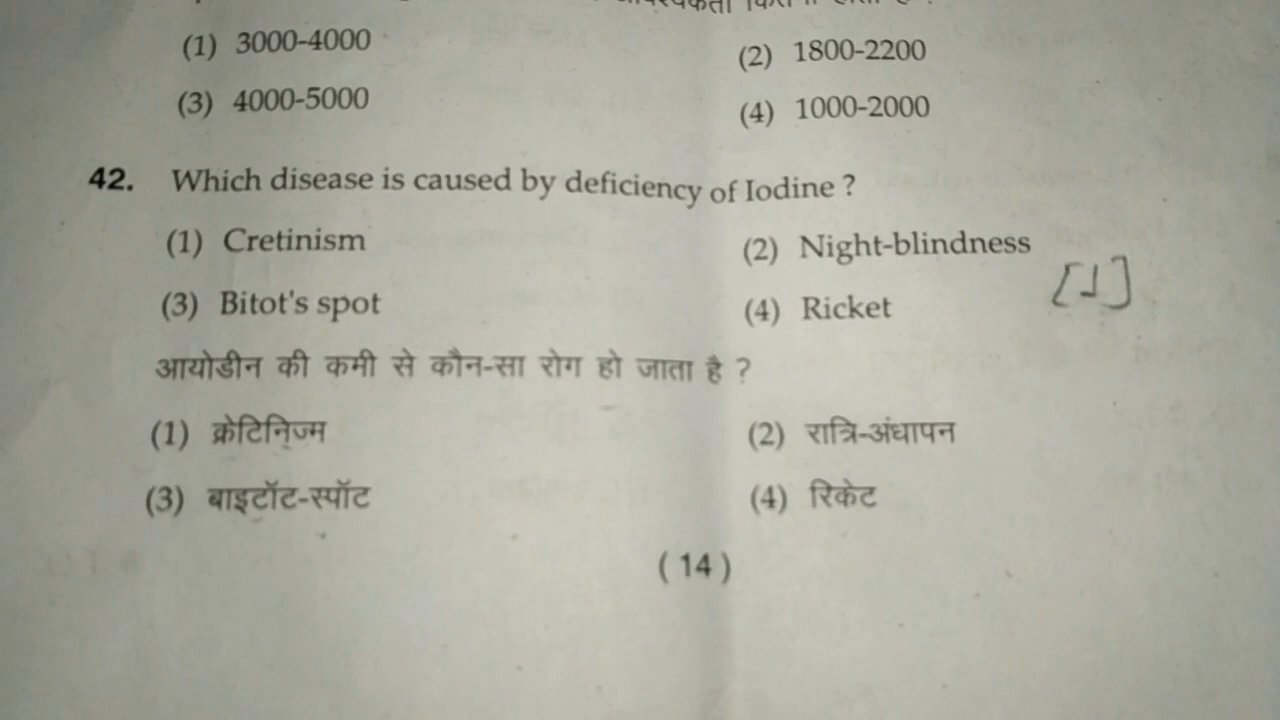 (1) 3000-4000 (2) 1800-2200
(3) 4000-5000 (4) 1000-2000
42. Which disease is caused by deficiency of Iodine ?
(1) Cretinism (2) Night-blindness
(3) Bitot's spot (4) Ricket
[1]
आयोडीन की कमी से कौन-सा रोग हो जाता है ?
(1) क्रेटिनि्ज्म (2) रात्रि-अंधापन
(3) बाइटॉट-स्पॉट (4) रिकेट
( 14 )